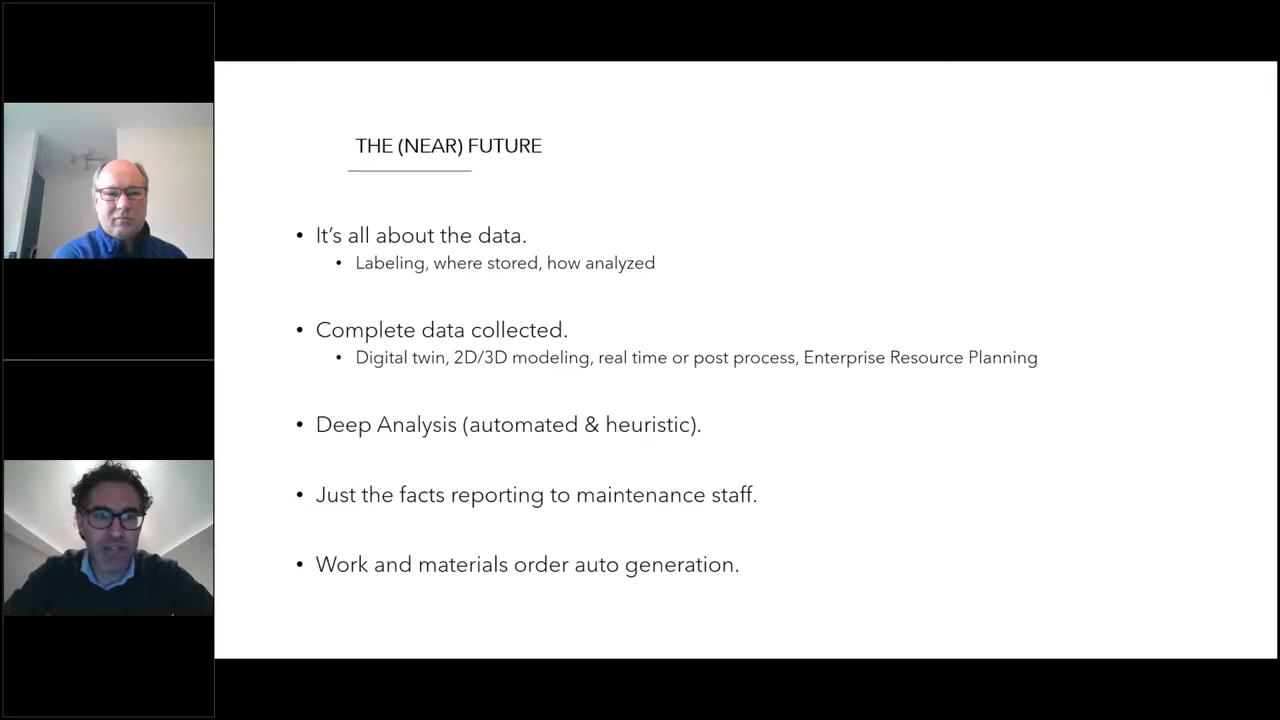 THE (NEAR) FUTURE
• It’s all about the data.
• Labeling, where stored, how analyzed
• Complete data collected.
• Digital twin, 2D/3D modeling, real time or post process, Enterprise Resource Planning
• Deep Analysis (automated & heuristic).
• Just the facts reporting to maintenance staff.
• Work and materials order auto generation.